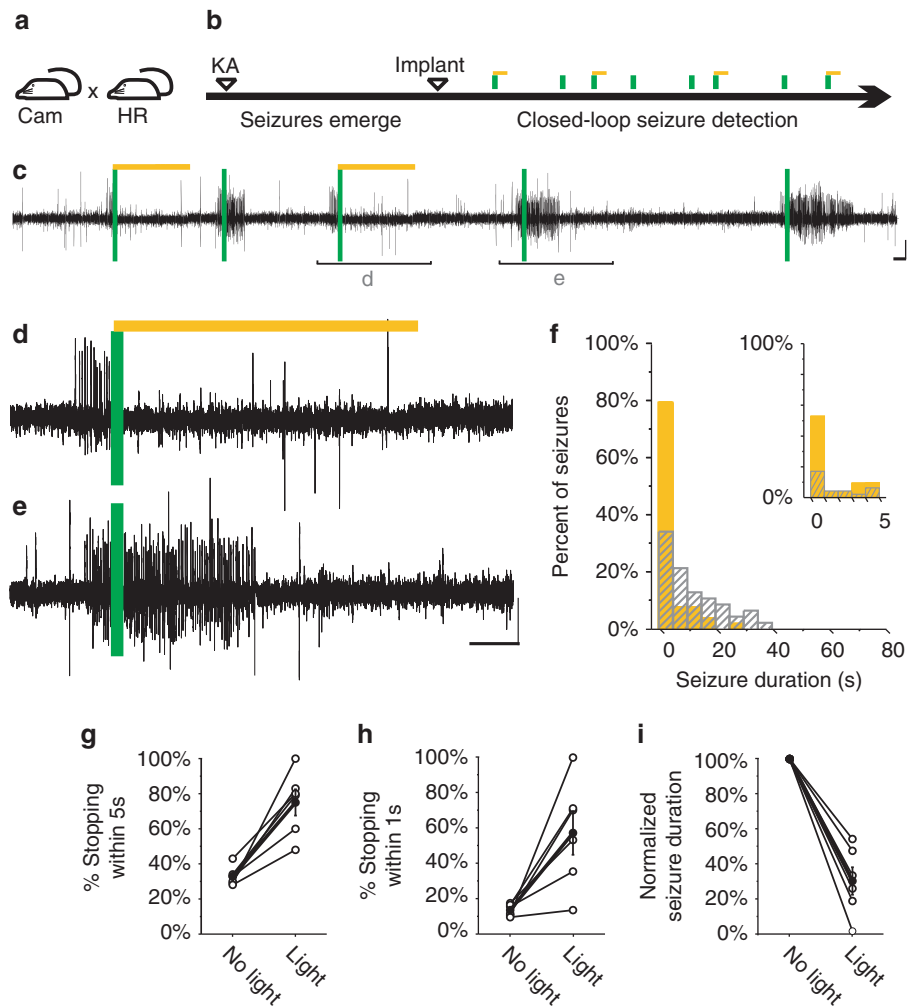 a
b
Cam x HR
KA
Implant
Seizures emerge
Closed-loop seizure detection
c
d
e
d
e
f
100%
80%
60%
40%
20%
0%
Percent of seizures
0 20 40 60 80
Seizure duration (s)
100%
0%
0 5
g
% Stopping
within 5s
100%
80%
60%
40%
20%
0%
No light
Light
h
% Stopping
within 1s
100%
80%
60%
40%
20%
0%
No light
Light
i
Normalized
seizure duration
100%
80%
60%
40%
20%
0%
No light
Light